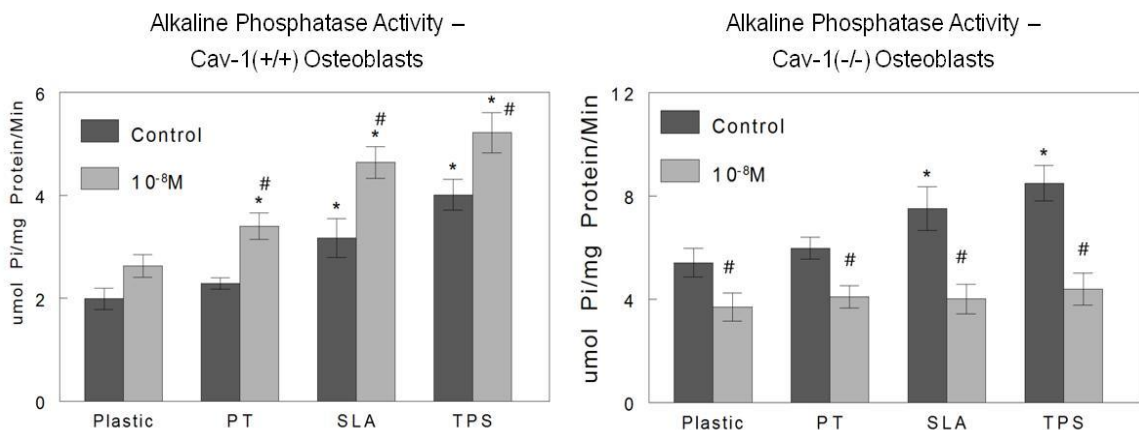 Alkaline Phosphatase Activity –
Cav-1(+/+) Osteoblasts
umol Pi/mg Protein/Min
6
4
2
0
Control
10⁻⁸M
#
*
*
#
*
*
*
#
Plastic
PT
SLA
TPS
Alkaline Phosphatase Activity –
Cav-1(-/-) Osteoblasts
umol Pi/mg Protein/Min
12
8
4
0
Control
10⁻⁸M
#
#
*
#
*
#
Plastic
PT
SLA
TPS